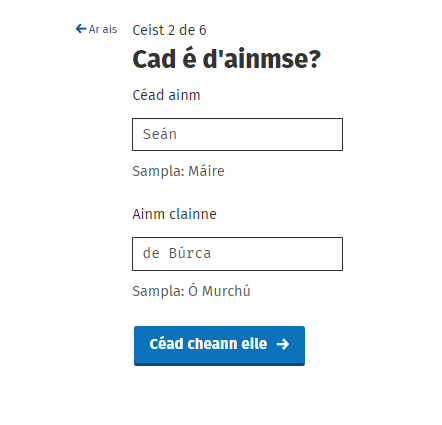 Ar ais
Ceist 2 de 6
Cad é d'ainmse?
Céad ainm
Seán
Sampla: Máire
Ainm clainne
de Búrca
Sampla: Ó Murchú
Céad cheann eile